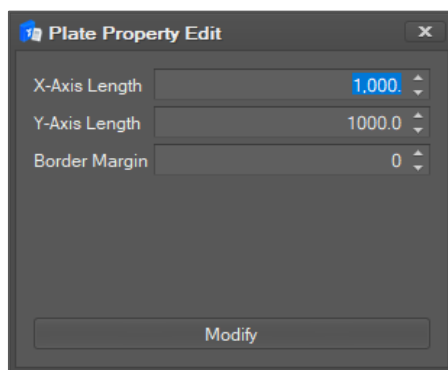 Plate Property Edit
X-Axis Length 1,000.
Y-Axis Length 1000.0
Border Margin 0
Modify